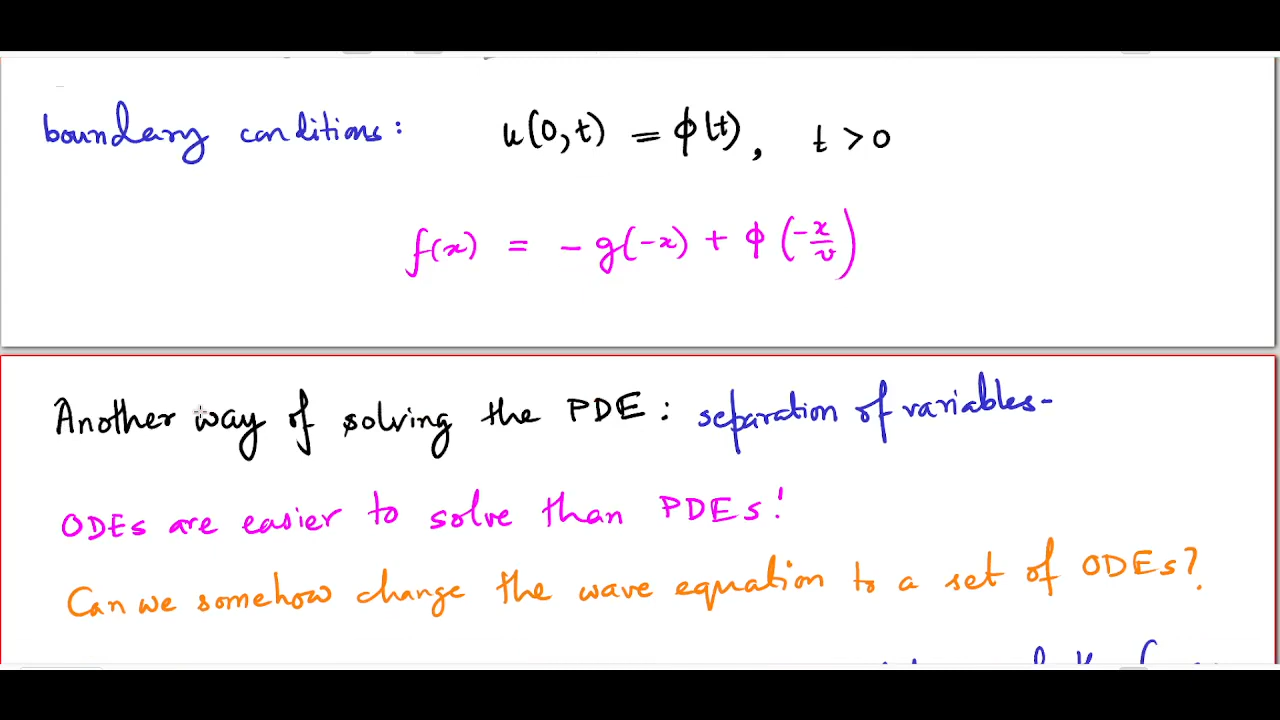 boundary conditions: u(0,t) = ϕ(t), t > 0
f(x) = - g(-x) + ϕ(-x/v)
Another way of solving the PDE: separation of variables-
ODEs are easier to solve than PDEs!
Can we somehow change the wave equation to a set of ODEs?